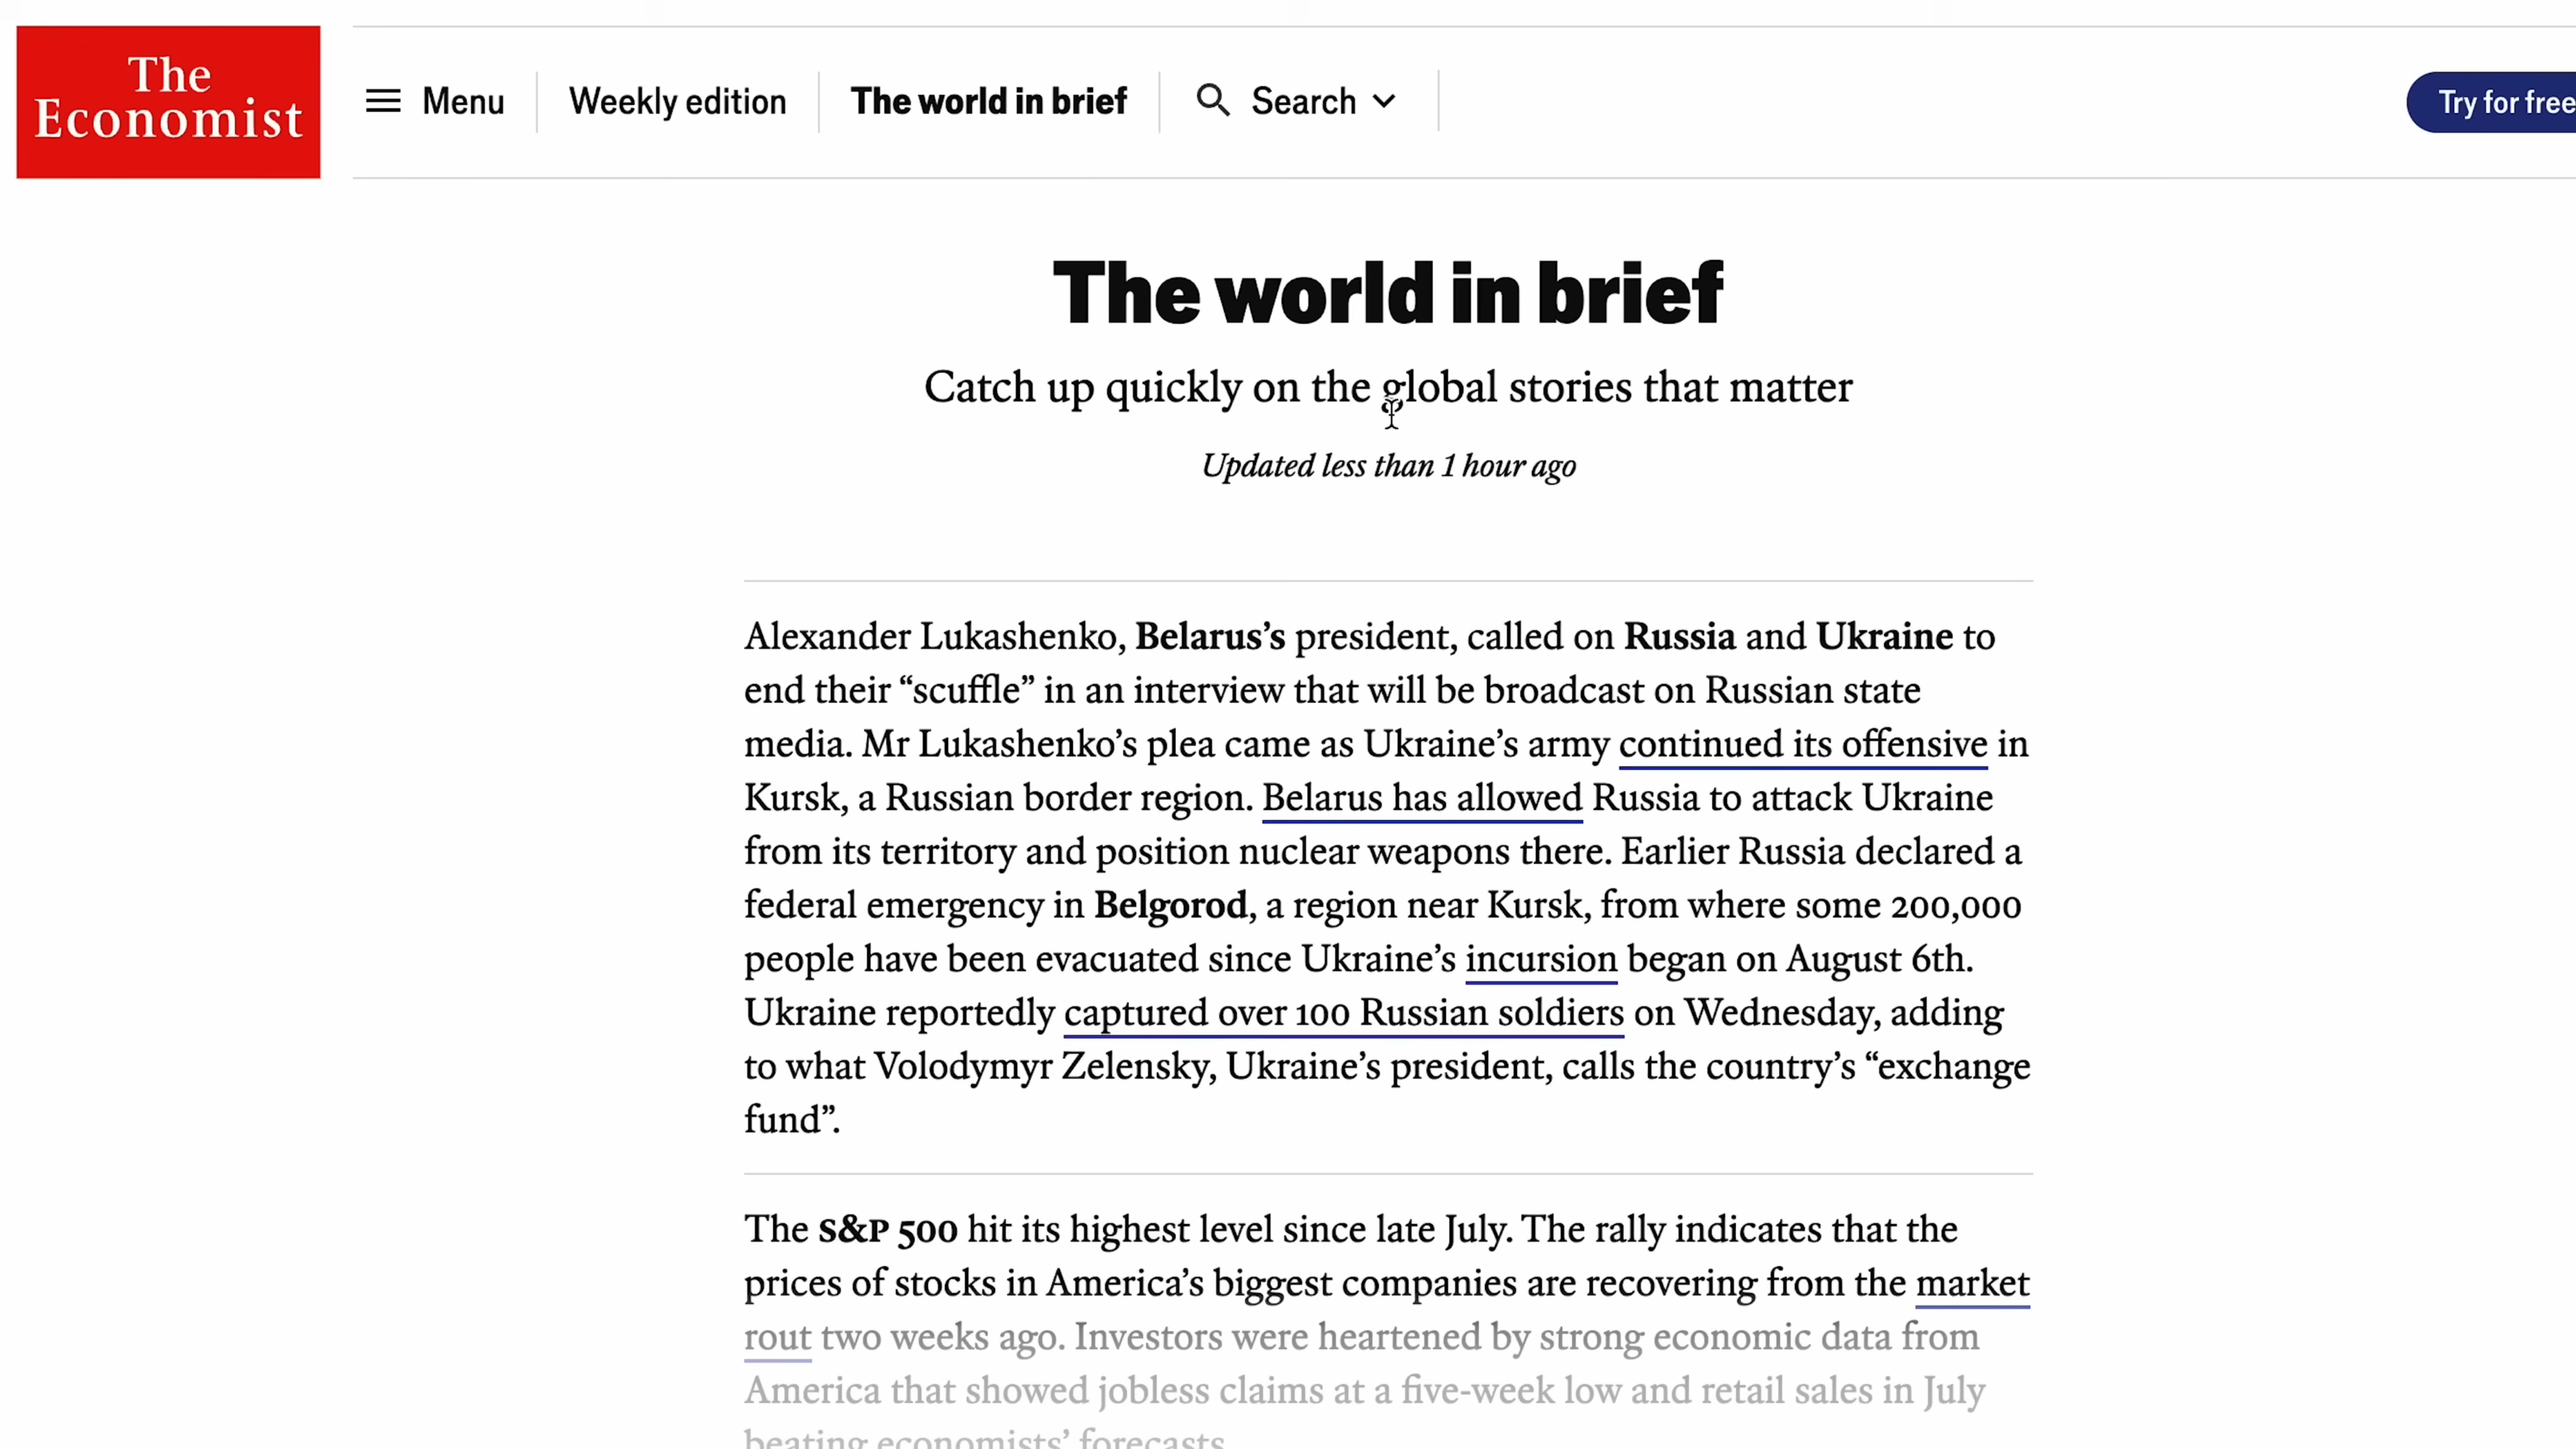 The
Economist
Menu
Weekly edition
The world in brief
Search
Try for free
The world in brief
Catch up quickly on the global stories that matter
Updated less than 1 hour ago
Alexander Lukashenko, Belarus’s president, called on Russia and Ukraine to
end their “scuffle” in an interview that will be broadcast on Russian state
media. Mr Lukashenko’s plea came as Ukraine’s army continued its offensive in
Kursk, a Russian border region. Belarus has allowed Russia to attack Ukraine
from its territory and position nuclear weapons there. Earlier Russia declared a
federal emergency in Belgorod, a region near Kursk, from where some 200,000
people have been evacuated since Ukraine’s incursion began on August 6th.
Ukraine reportedly captured over 100 Russian soldiers on Wednesday, adding
to what Volodymyr Zelensky, Ukraine’s president, calls the country’s “exchange
fund”.
The S&P 500 hit its highest level since late July. The rally indicates that the
prices of stocks in America’s biggest companies are recovering from the market
rout two weeks ago. Investors were heartened by strong economic data from
America that showed jobless claims at a five-week low and retail sales in July
beating economists’ forecasts